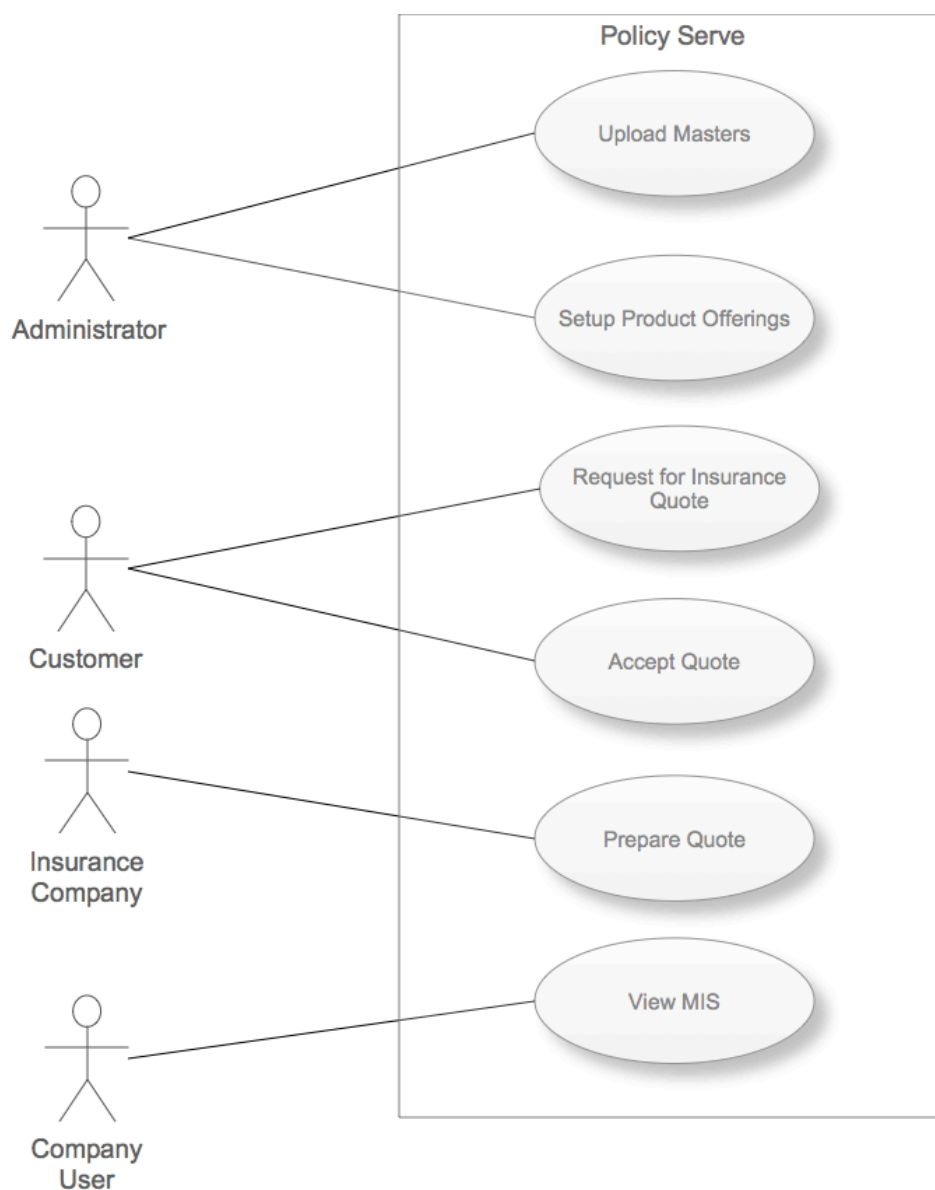 Policy Serve
Upload Masters
Administrator
Setup Product Offerings
Request for Insurance
Quote
Customer
Accept Quote
Insurance
Company
Prepare Quote
View MIS
Company
User